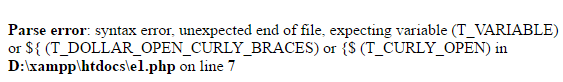 Parse error: syntax error, unexpected end of file, expecting variable (T_VARIABLE)
or ${ (T_DOLLAR_OPEN_CURLY_BRACES) or {$ (T_CURLY_OPEN) in
D:\xampp\htdocs\e1.php on line 7